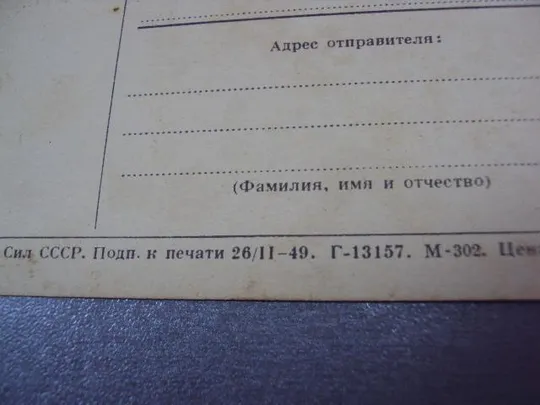 Адрес отправителя:
(Фамилия, имя и отчество)
Сил СССР. Подп. к печати 26/II-49. Г-13157. М-302.